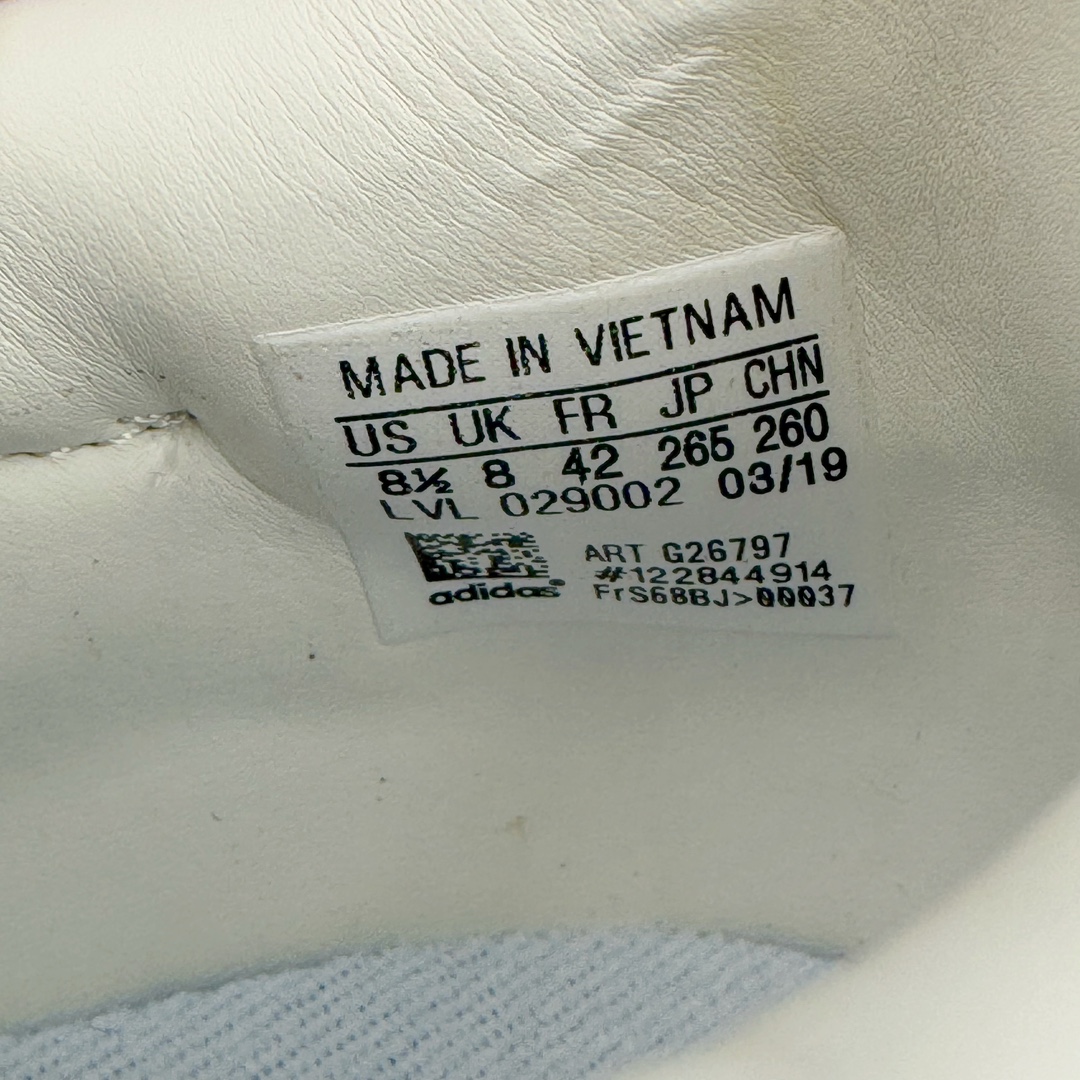 MADE IN VIETNAM
US UK FR JP CHN
8½ 8 42 265 260
LVL 029002 03/19
ART G26797
#122844914
adidas® FrS68BJ>00037